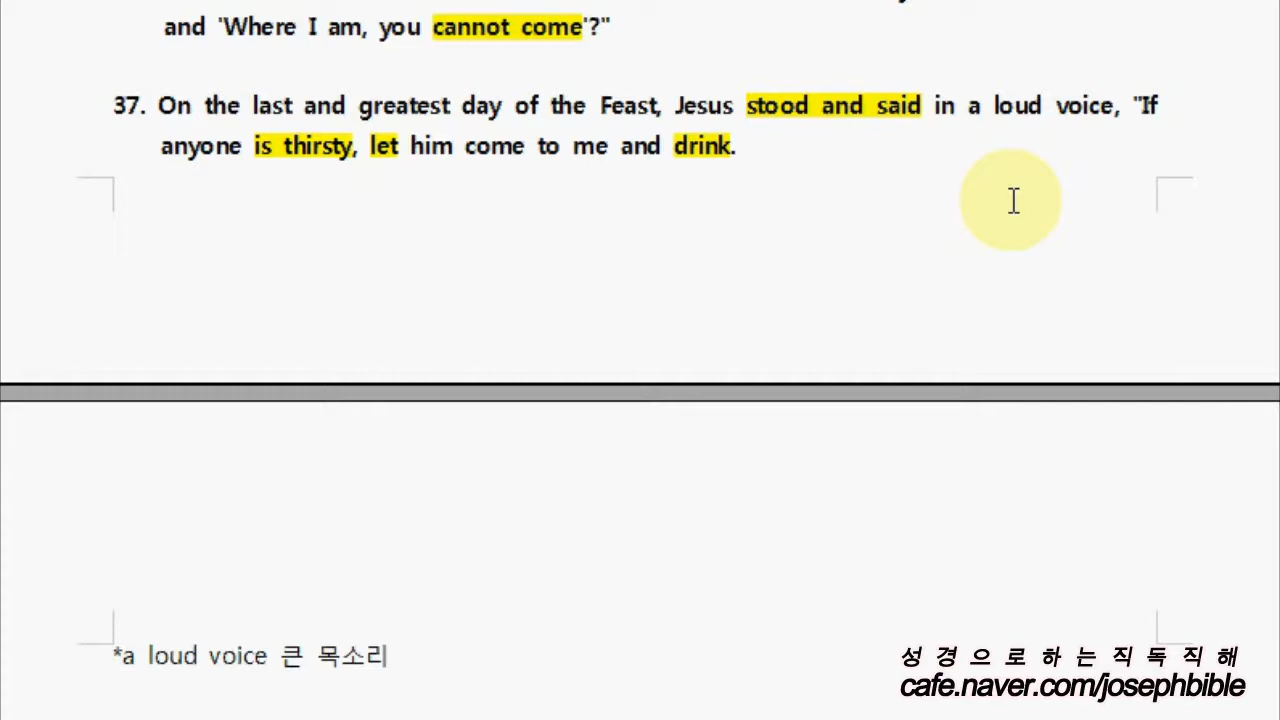 and 'Where I am, you cannot come'?"
37. On the last and greatest day of the Feast, Jesus stood and said in a loud voice, "If
anyone is thirsty, let him come to me and drink.
*a loud voice 큰 목소리
성경으로하는직독직해
cafe.naver.com/josephbible